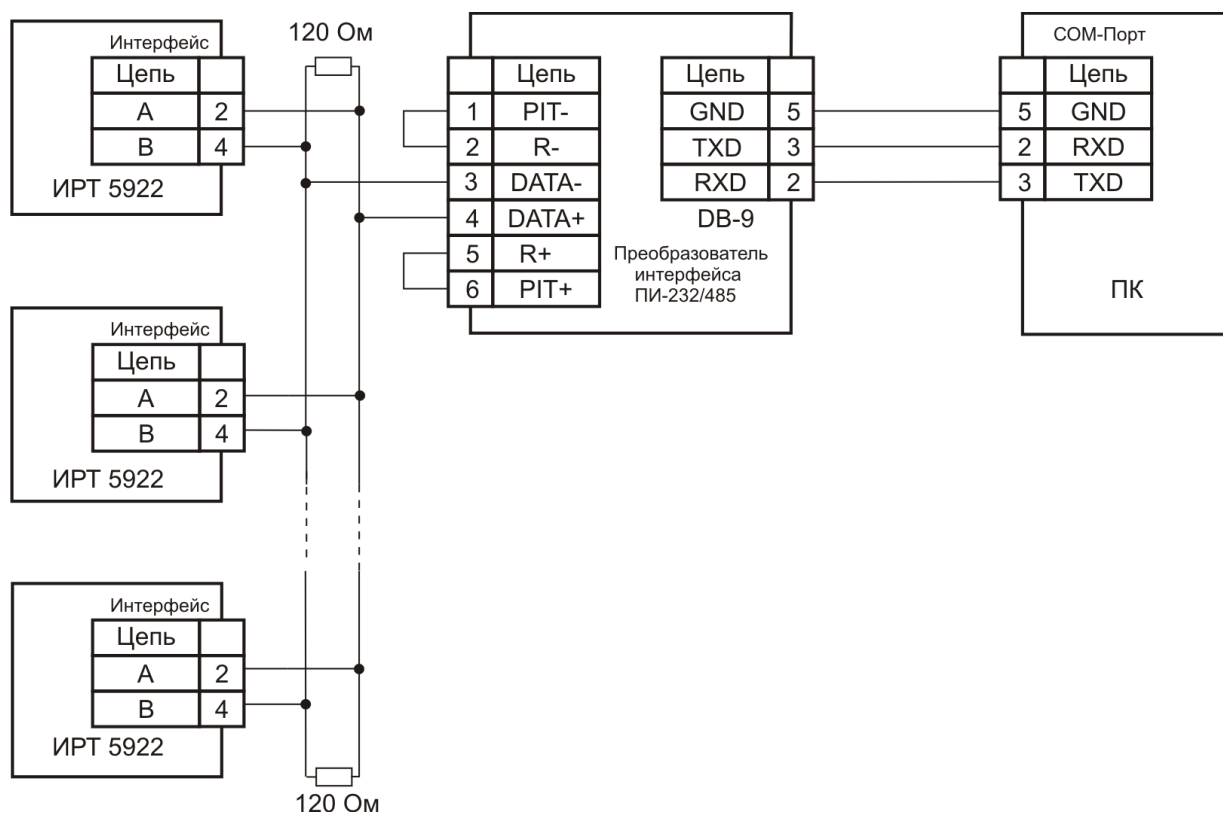 Интерфейс
Цепь
A 2
B 4
ИРТ 5922
120 Ом
Цепь
1 PIT-
2 R-
3 DATA-
4 DATA+
5 R+
6 PIT+
Цепь
GND 5
TXD 3
RXD 2
DB-9
Преобразователь
интерфейса
ПИ-232/485
COM-Порт
Цепь
5 GND
2 RXD
3 TXD
ПК
Интерфейс
Цепь
A 2
B 4
ИРТ 5922
Интерфейс
Цепь
A 2
B 4
ИРТ 5922
120 Ом